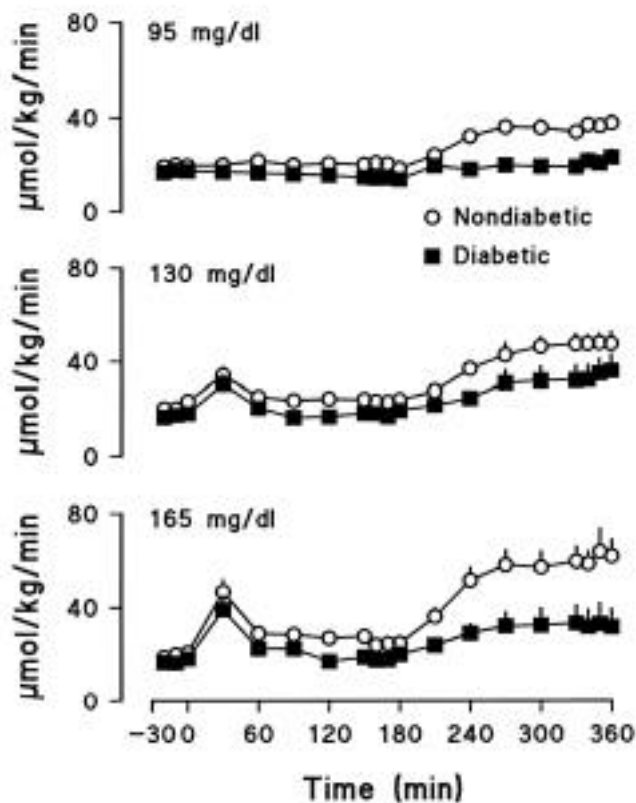 80
95 mg/dl
40
0
μmol/kg/min
Nondiabetic
Diabetic
80
130 mg/dl
40
0
μmol/kg/min
80
165 mg/dl
40
20
0
μmol/kg/min
-30 0 60 120 180 240 300 360
Time (min)